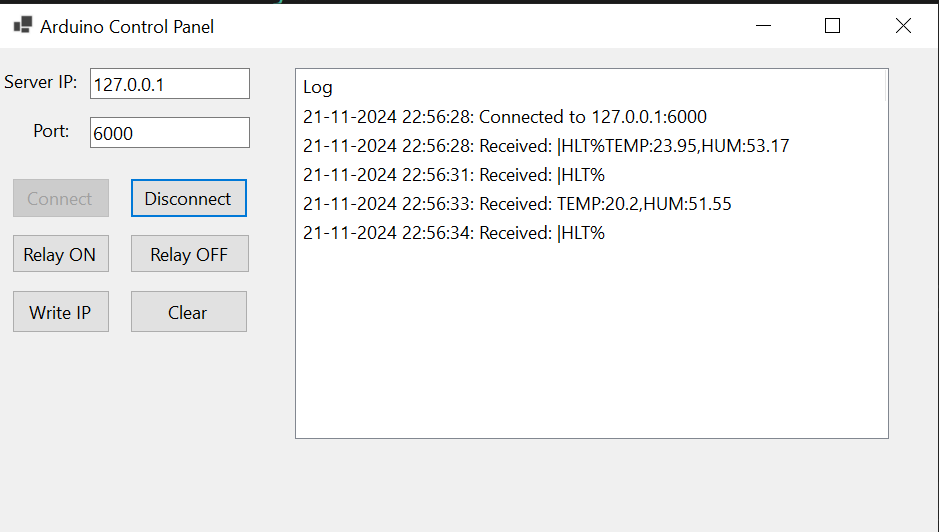 Arduino Control Panel
Server IP: 127.0.0.1
Port: 6000
Connect Disconnect
Relay ON Relay OFF
Write IP Clear
Log
21-11-2024 22:56:28: Connected to 127.0.0.1:6000
21-11-2024 22:56:28: Received: |HLT%TEMP:23.95,HUM:53.17
21-11-2024 22:56:31: Received: |HLT%
21-11-2024 22:56:33: Received: TEMP:20.2,HUM:51.55
21-11-2024 22:56:34: Received: |HLT%